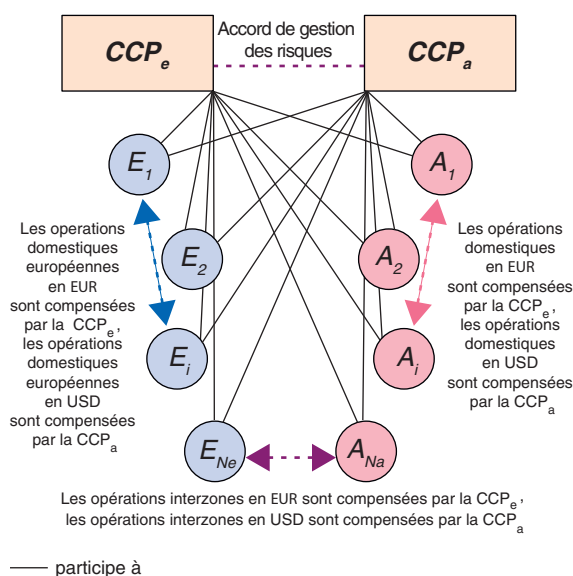 Accord de gestion
des risques
CCPe
CCPa
E1
A1
E2
A2
Ei
Ai
ENe
ANa
Les operations
domestiques
européennes
en EUR
sont compensées
par la CCPe,
les opérations
domestiques
européennes
en USD
sont compensées
par la CCPa
Les opérations
domestiques
en EUR
sont compensées
par la CCPe,
les opérations
domestiques
en USD
sont compensées
par la CCPa
Les opérations interzones en EUR sont compensées par la CCPe,
les opérations interzones en USD sont compensées par la CCPa
participe à